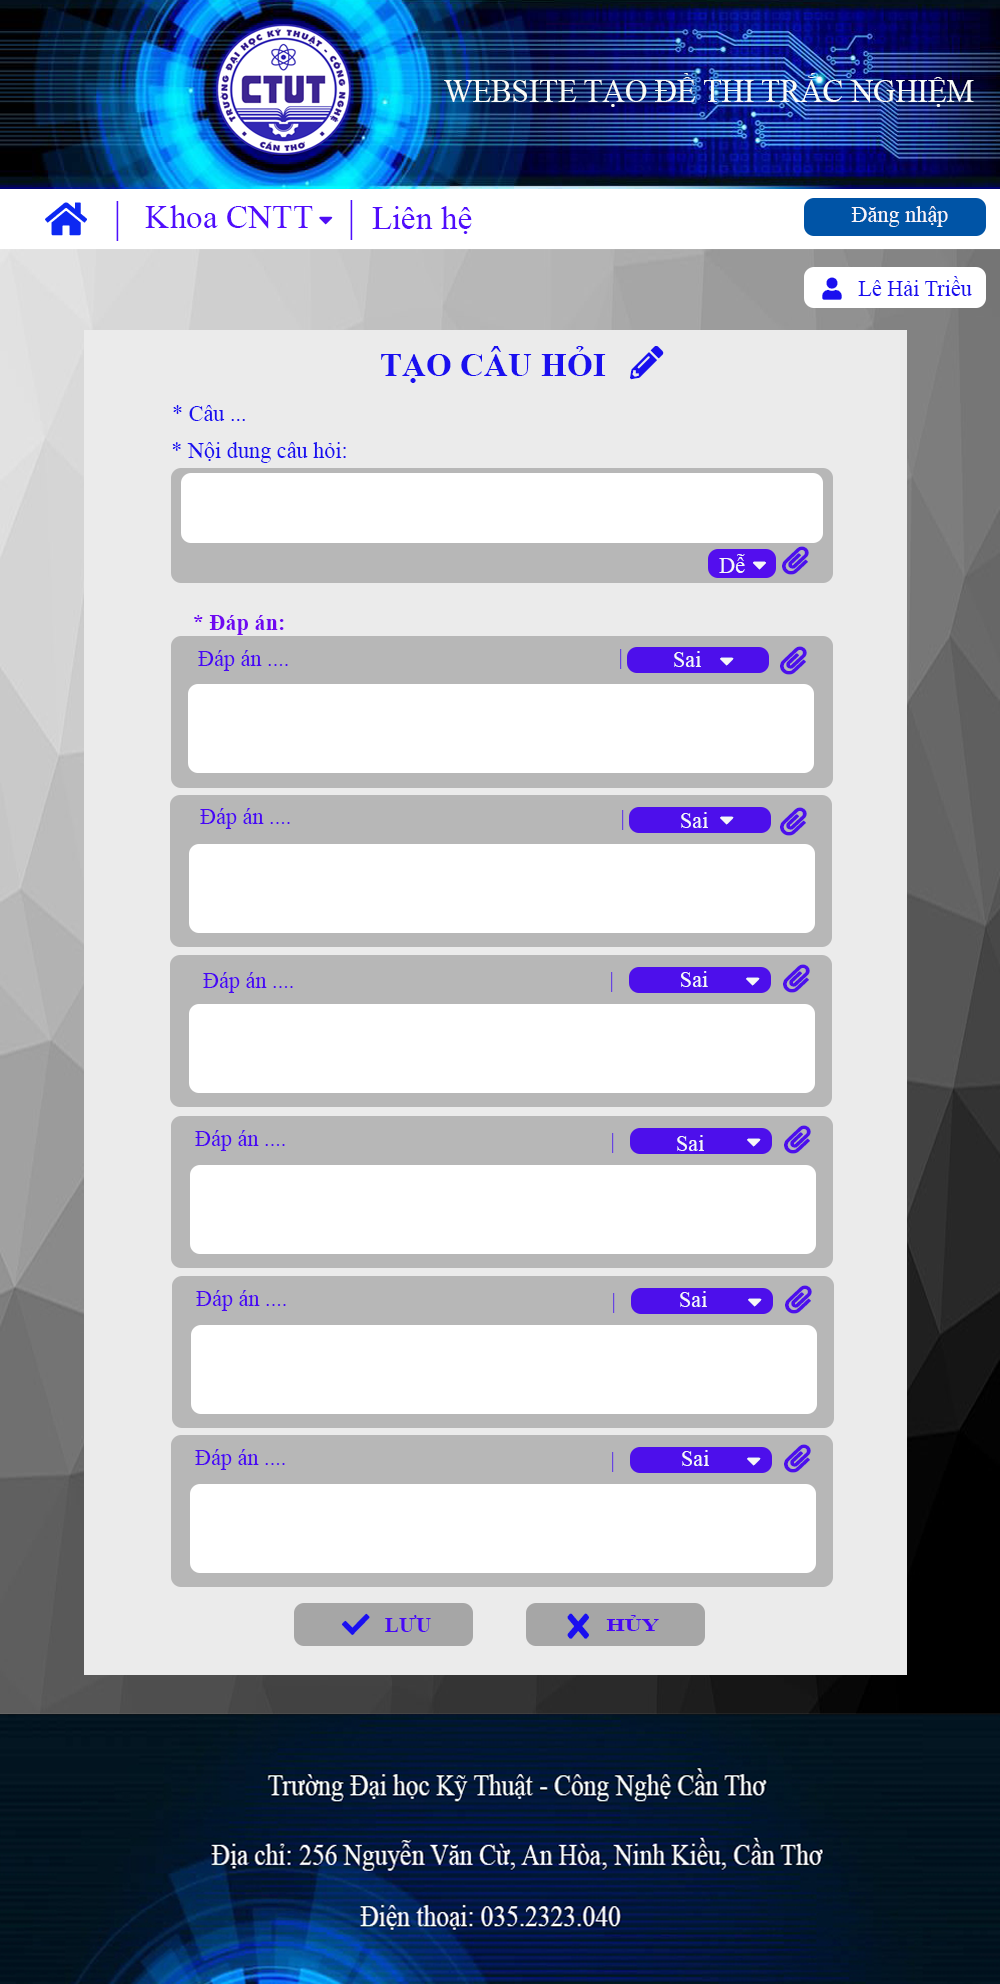 TRƯỜNG ĐẠI HỌC KỸ THUẬT - CÔNG NGHỆ
CTUT
CẦN THƠ
WEBSITE TẠO ĐỀ THI TRẮC NGHIỆM
Khoa CNTT
Liên hệ
Đăng nhập
Lê Hải Triều
TẠO CÂU HỎI
* Câu ...
* Nội dung câu hỏi:
Dễ
* Đáp án:
Đáp án .... | Sai
Đáp án .... | Sai
Đáp án .... | Sai
Đáp án .... | Sai
Đáp án .... | Sai
Đáp án .... | Sai
LƯU
HỦY
Trường Đại học Kỹ Thuật - Công Nghệ Cần Thơ
Địa chỉ: 256 Nguyễn Văn Cừ, An Hòa, Ninh Kiều, Cần Thơ
Điện thoại: 035.2323.040